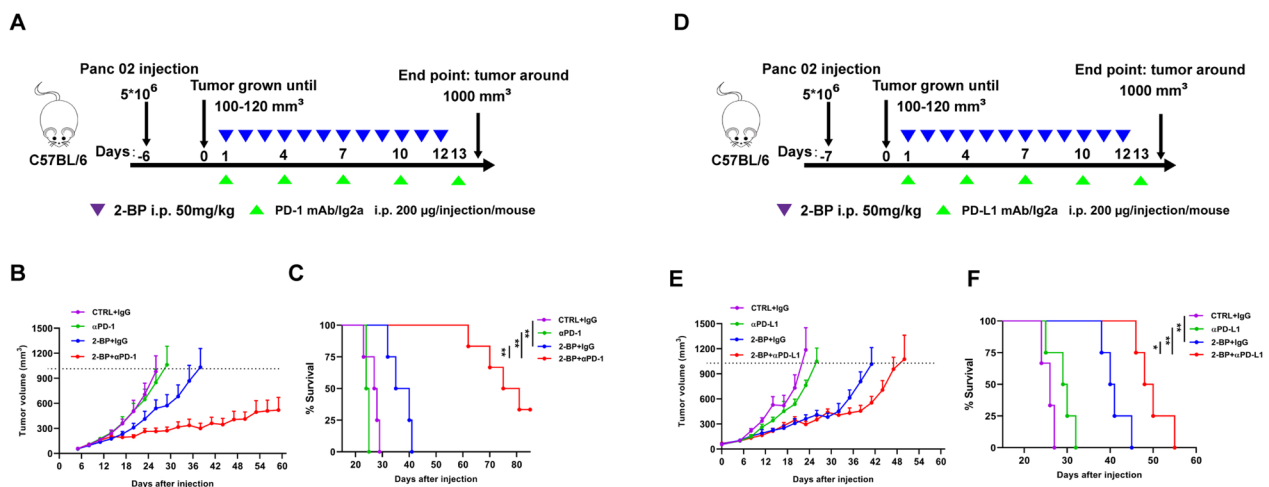 A
Panc 02 injection
5*10⁶
Tumor grown until
100-120 mm³
End point: tumor around
1000 mm³
C57BL/6
Days:
-6 0 1 4 7 10 12 13
2-BP i.p. 50mg/kg
PD-1 mAb/Ig2a i.p. 200 μg/injection/mouse
D
Panc 02 injection
5*10⁶
Tumor grown until
100-120 mm³
End point: tumor around
1000 mm³
C57BL/6
Days:
-7 0 1 4 7 10 12 13
2-BP i.p. 50mg/kg
PD-L1 mAb/Ig2a i.p. 200 μg/injection/mouse
B
CTRL+IgG
αPD-1
2-BP+IgG
2-BP+αPD-1
Tumor volume (mm³)
1500
1200
900
600
300
0
0 6 12 18 24 30 36 42 48 54 59
Days after injection
C
CTRL+IgG
αPD-1
2-BP+IgG
2-BP+αPD-1
**
**
**
% Survival
100
75
50
25
0
20 30 40 50 60 70 80
Days after injection
E
CTRL+IgG
αPD-L1
2-BP+IgG
2-BP+αPD-L1
Tumor volume (mm³)
1500
1200
900
600
300
0
0 6 12 18 24 30 36 42 48 54 60
Days after injection
F
CTRL+IgG
αPD-L1
2-BP+IgG
2-BP+αPD-L1
*
**
**
% Survival
100
75
50
25
0
20 30 40 50 60
Days after injection